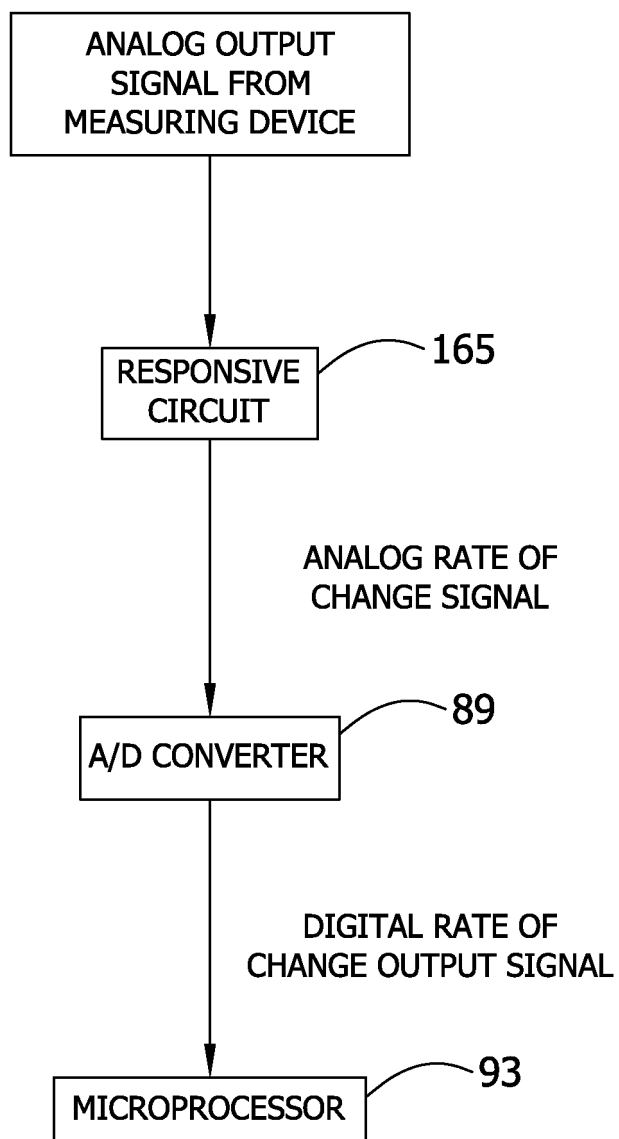 ANALOG OUTPUT
SIGNAL FROM
MEASURING DEVICE
RESPONSIVE
CIRCUIT
165
ANALOG RATE OF
CHANGE SIGNAL
A/D CONVERTER
89
DIGITAL RATE OF
CHANGE OUTPUT SIGNAL
MICROPROCESSOR
93